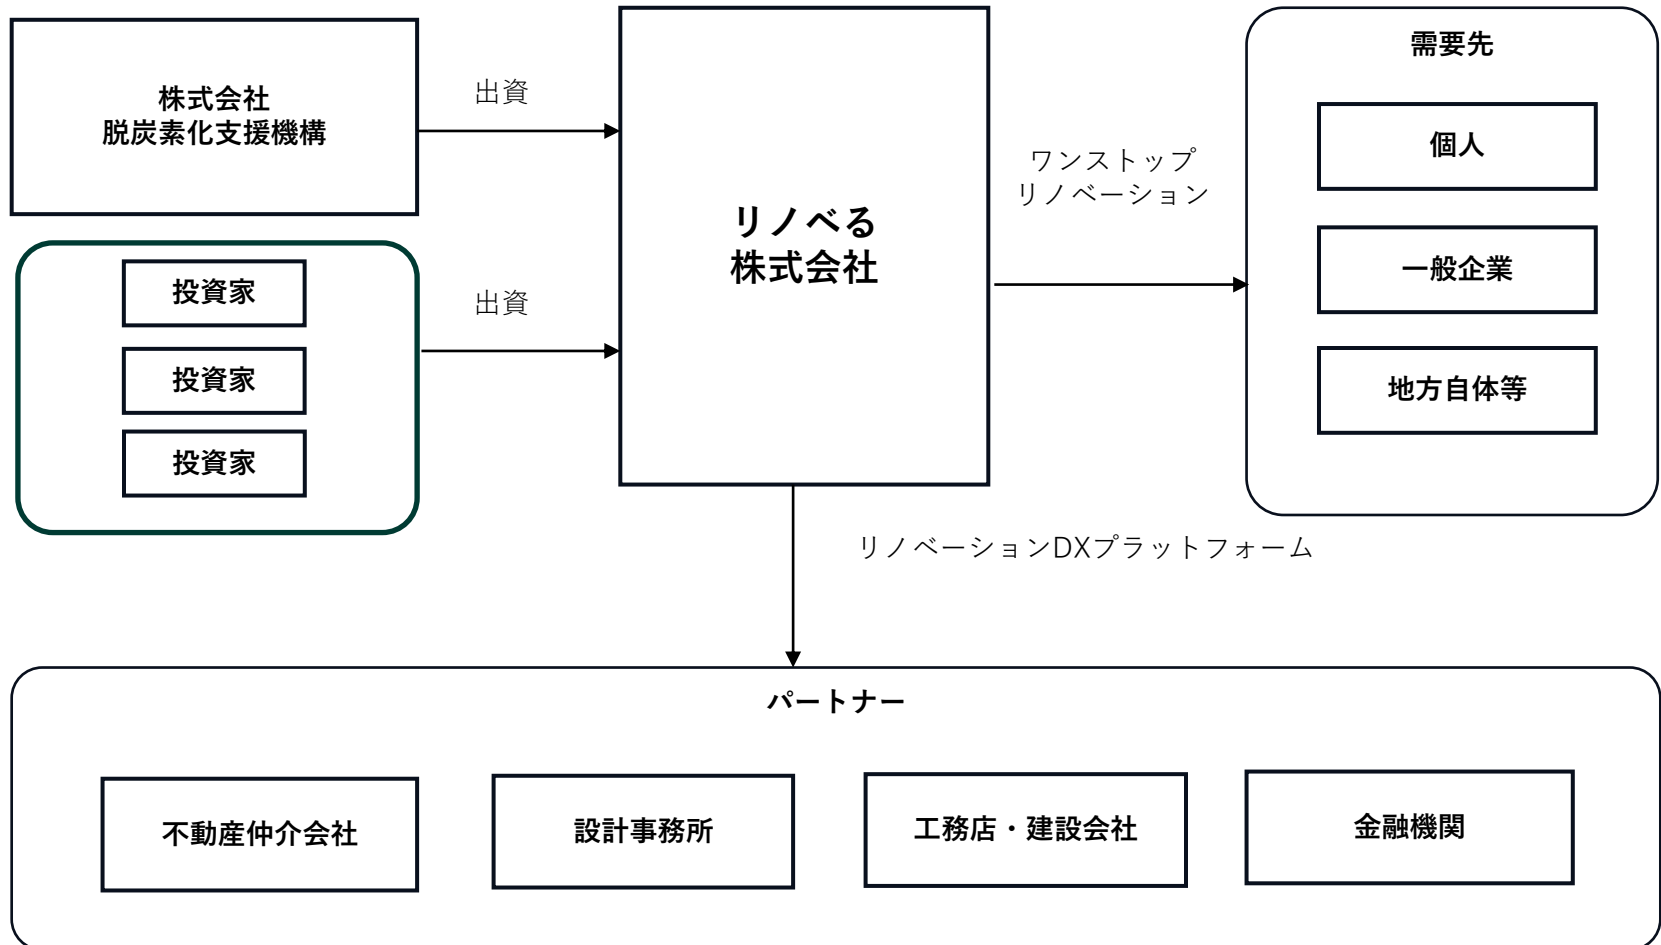 株式会社
脱炭素化支援機構
出資
投資家
投資家
投資家
出資
リノベる
株式会社
ワンストップ
リノベーション
需要先
個人
一般企業
地方自体等
リノベーションDXプラットフォーム
パートナー
不動産仲介会社
設計事務所
工務店・建設会社
金融機関